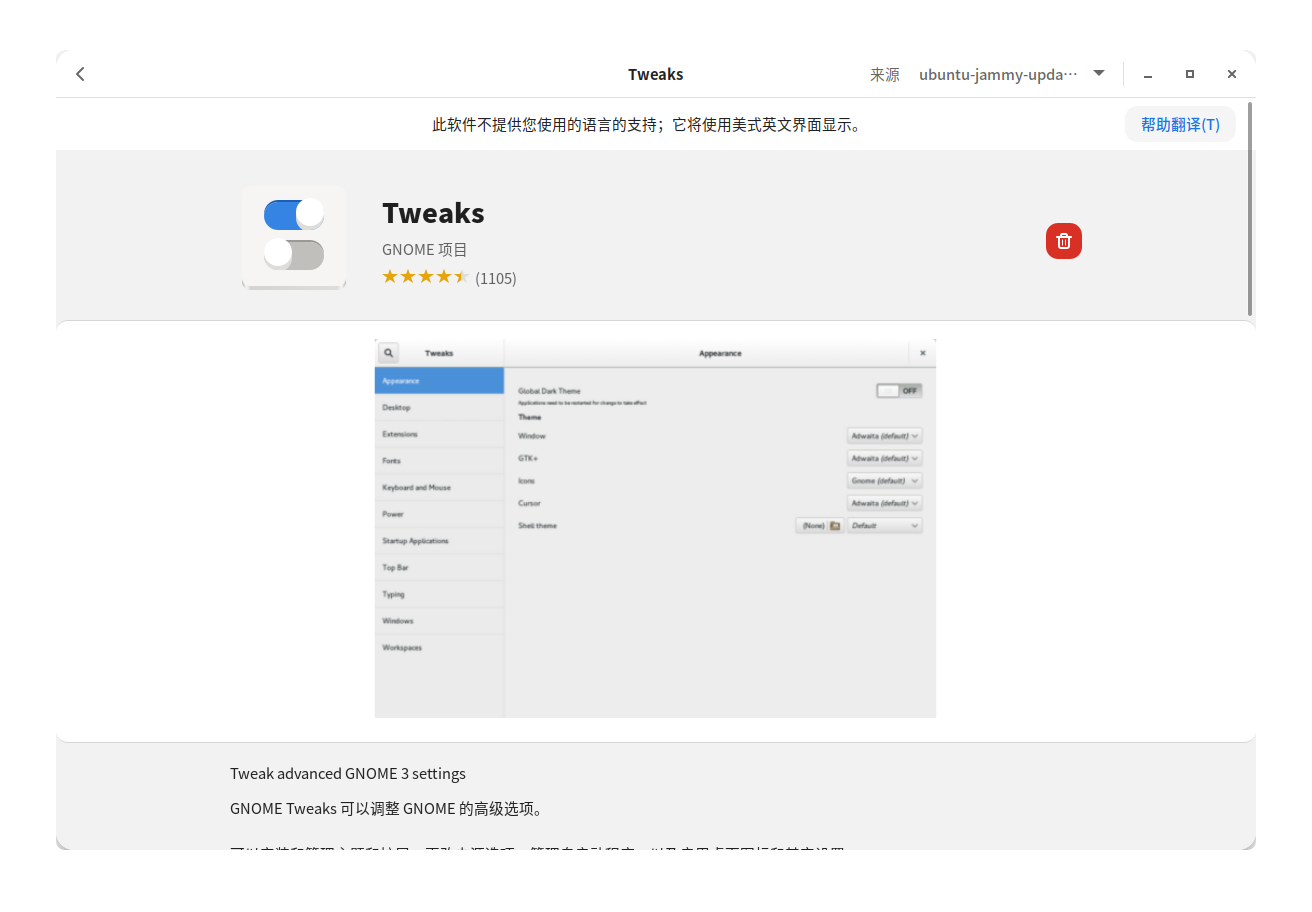 Tweaks
来源 ubuntu-jammy-upda…
此软件不提供您使用的语言的支持；它将使用美式英文界面显示。
帮助翻译(T)
Tweaks
GNOME 项目
(1105)
Tweaks
Appearance
Appearance
Desktop
Extensions
Fonts
Keyboard and Mouse
Power
Startup Applications
Top Bar
Typing
Windows
Workspaces
Global Dark Theme
OFF
Applications need to be restarted for change to take effect
Theme
Window
Adwaita (default)
GTK+
Adwaita (default)
Icons
Gnome (default)
Cursor
Adwaita (default)
Shell theme
(None)
Default
Tweak advanced GNOME 3 settings
GNOME Tweaks 可以调整 GNOME 的高级选项。